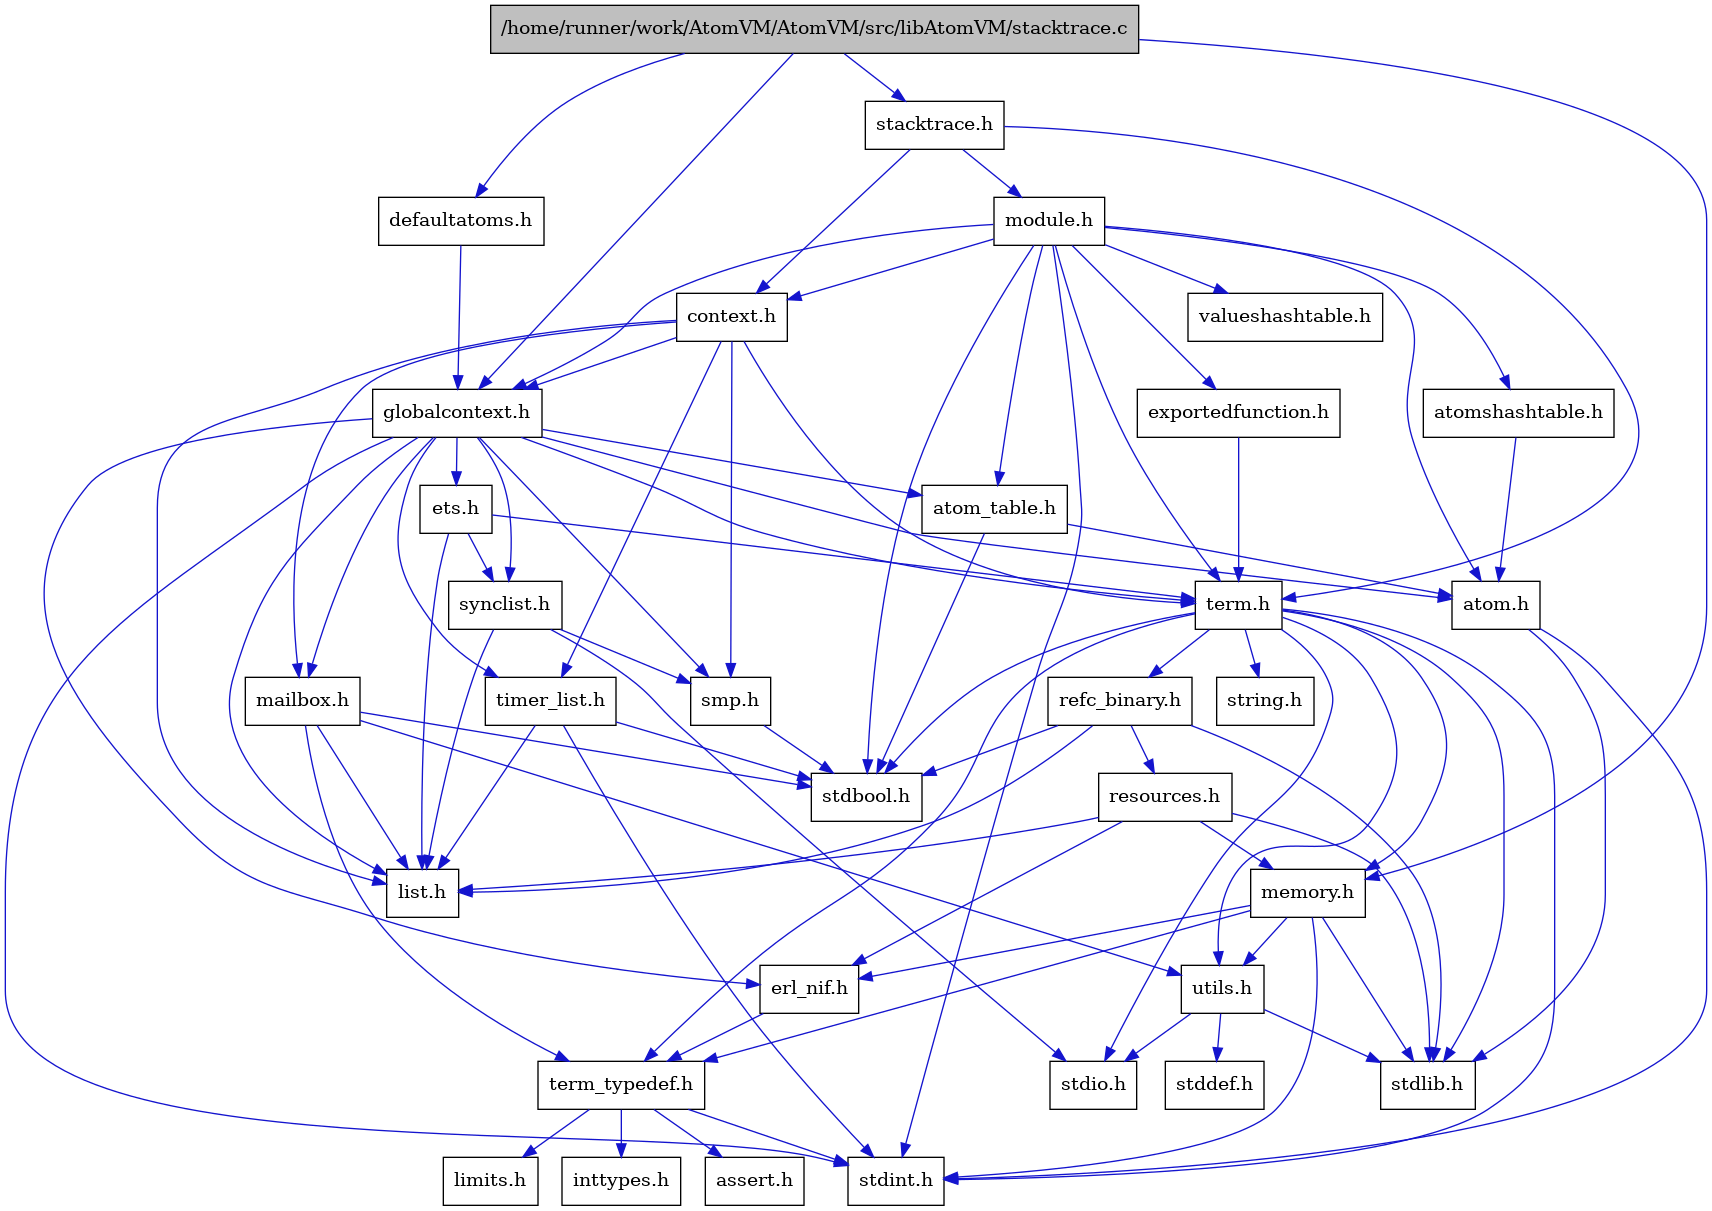 /home/runner/work/AtomVM/AtomVM/src/libAtomVM/stacktrace.c
stacktrace.h
defaultatoms.h
module.h
context.h
valueshashtable.h
globalcontext.h
exportedfunction.h
atomshashtable.h
ets.h
atom_table.h
synclist.h
term.h
atom.h
mailbox.h
timer_list.h
smp.h
refc_binary.h
string.h
stdbool.h
resources.h
list.h
memory.h
erl_nif.h
utils.h
term_typedef.h
stdio.h
stddef.h
stdlib.h
limits.h
inttypes.h
assert.h
stdint.h